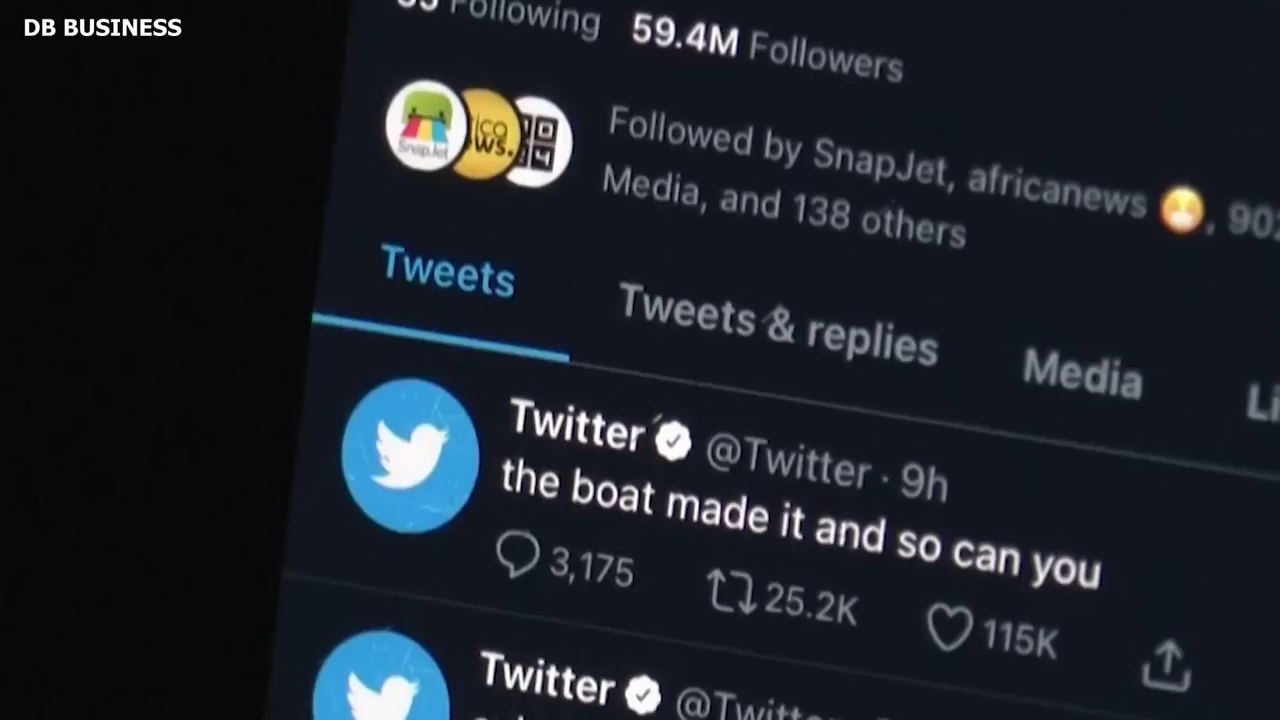 DB BUSINESS
Following 59.4M Followers
SnapJet
Followed by SnapJet, africanews
Media, and 138 others
Tweets
Tweets & replies
Media
Twitter @Twitter · 9h
the boat made it and so can you
3,175 25.2K 115K
Twitter